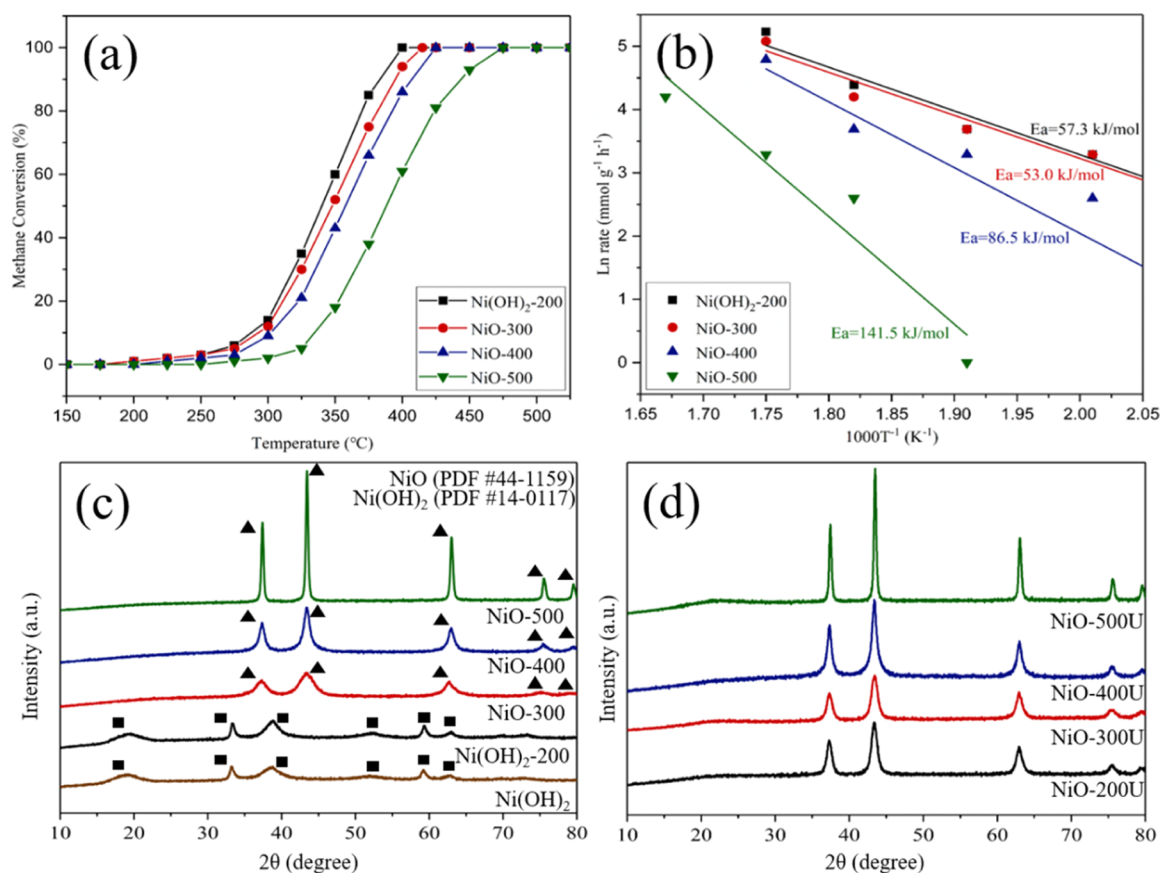 (a)
100
80
60
40
20
0
Methane Conversion (%)
Ni(OH)₂-200
NiO-300
NiO-400
NiO-500
150 200 250 300 350 400 450 500
Temperature (°C)
(b)
5
4
3
2
1
0
Ln rate (mmol g⁻¹ h⁻¹)
Ea=57.3 kJ/mol
Ea=53.0 kJ/mol
Ea=86.5 kJ/mol
Ea=141.5 kJ/mol
Ni(OH)₂-200
NiO-300
NiO-400
NiO-500
1.65 1.70 1.75 1.80 1.85 1.90 1.95 2.00 2.05
1000T⁻¹ (K⁻¹)
(c)
NiO (PDF #44-1159)
Ni(OH)₂ (PDF #14-0117)
NiO-500
NiO-400
NiO-300
Ni(OH)₂-200
Ni(OH)₂
Intensity (a.u.)
10 20 30 40 50 60 70 80
2θ (degree)
(d)
NiO-500U
NiO-400U
NiO-300U
NiO-200U
Intensity (a.u.)
10 20 30 40 50 60 70 80
2θ (degree)